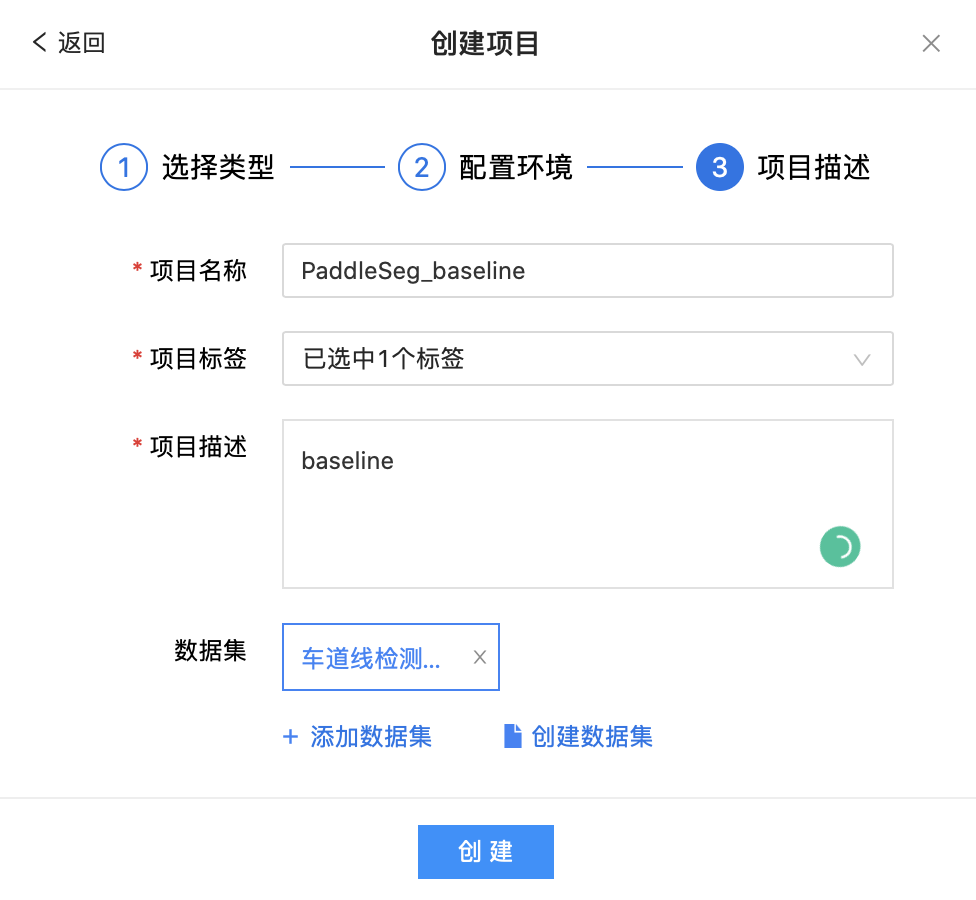 返回
创建项目
1 选择类型 2 配置环境 3 项目描述
* 项目名称 PaddleSeg_baseline
* 项目标签 已选中1个标签
* 项目描述 baseline
数据集 车道线检测... ×
+ 添加数据集 创建数据集
创 建